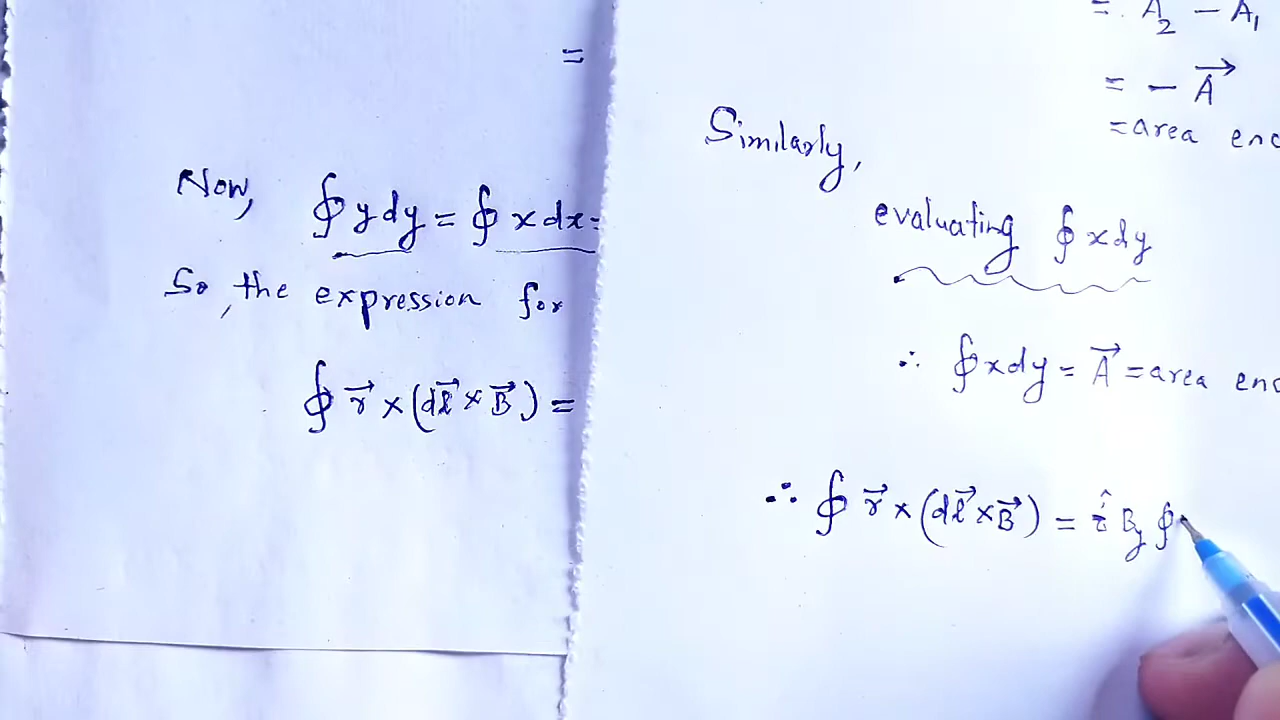 =
Now, ∮ y dy = ∮ x dx =
So, the expression for
∮ r⃗ × (dl⃗ × B⃗) =
= A₂ − A₁
= − A⃗
= area enc
Similarly,
evaluating ∮ x dy
∴ ∮ x dy = A⃗ = area enc
∴ ∮ r⃗ × (dl⃗ × B⃗) = î B_y ∮